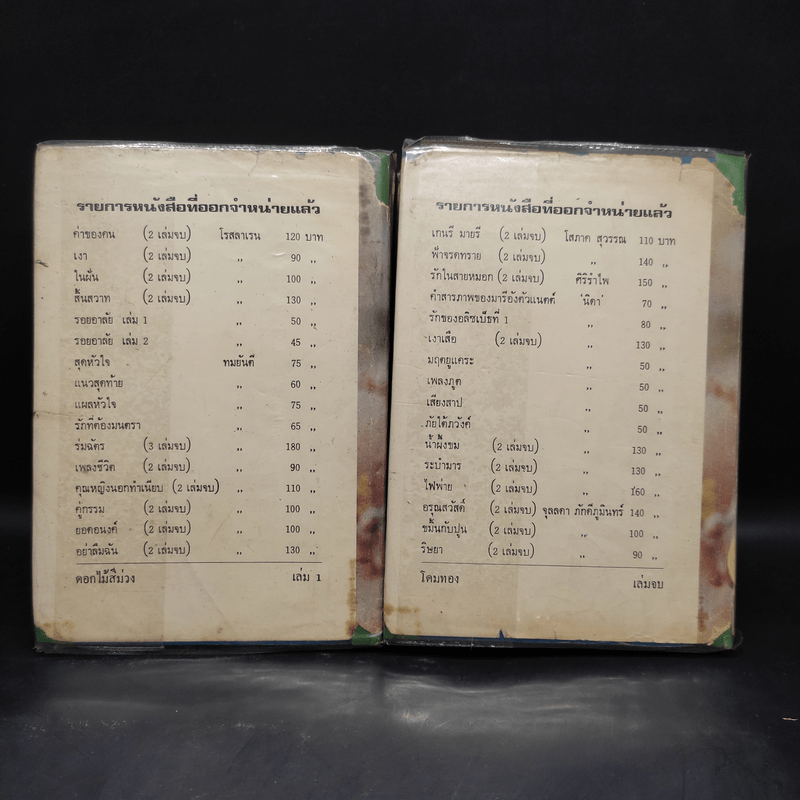 รายการหนังสือที่ออกจำหน่ายแล้ว
ค่าของคน (2 เล่มจบ) โรสลาเรน 120 บาท
เงา (2 เล่มจบ) ,, 90 ,,
ในฝัน (2 เล่มจบ) ,, 100 ,,
สิ้นสวาท (2 เล่มจบ) ,, 130 ,,
รอยอาลัย เล่ม 1 ,, 50 ,,
รอยอาลัย เล่ม 2 ,, 45 ,,
สุดหัวใจ ทมยันตี 75 ,,
แนวสุดท้าย ,, 60 ,,
แผลหัวใจ ,, 75 ,,
รักที่ต้องมนตรา ,, 65 ,,
ร่มฉัตร (3 เล่มจบ) ,, 180 ,,
เพลงชีวิต (2 เล่มจบ) ,, 90 ,,
คุณหญิงนอกทำเนียบ (2 เล่มจบ) ,, 110 ,,
คู่กรรม (2 เล่มจบ) ,, 100 ,,
ยอดอนงค์ (2 เล่มจบ) ,, 100 ,,
อย่าลืมฉัน (2 เล่มจบ) ,, 130 ,,
ดอกไม้สีม่วง เล่ม 1
รายการหนังสือที่ออกจำหน่ายแล้ว
เกนรี มายรี (2 เล่มจบ) โสภาค สุวรรณ 110 บาท
ฟ้าจรดทราย (2 เล่มจบ) ,, 140 ,,
รักในสายหมอก (2 เล่มจบ) ศิริรำไพ 150 ,,
คำสารภาพของมารีอังตัวแนตต์ 'นิดา' 70 ,,
รักของอลิซเบ็ธที่ 1 ,, 80 ,,
เงาเสือ (2 เล่มจบ) ,, 130 ,,
มฤตยูแคระ ,, 50 ,,
เพลงภูต ,, 50 ,,
เสียงสาป ,, 50 ,,
ภัยใต้ภวังค์ ,, 50 ,,
น้ำผึ้งขม (2 เล่มจบ) ,, 130 ,,
ระบำมาร (2 เล่มจบ) ,, 130 ,,
ไฟพ่าย (2 เล่มจบ) ,, 160 ,,
อรุณสวัสดิ์ (2 เล่มจบ) จุลลดา ภักดีภูมินทร์ 140 ,,
ขมิ้นกับปูน (2 เล่มจบ) ,, 100 ,,
ริษยา (2 เล่มจบ) ,, 90 ,,
โดมทอง เล่มจบ